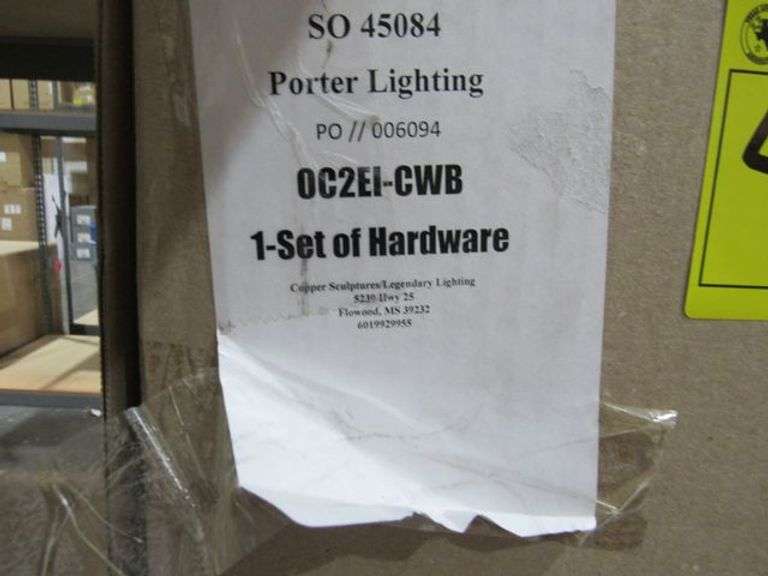 SO 45084
Porter Lighting
PO // 006094
OC2EI-CWB
1-Set of Hardware
Copper Sculptures/Legendary Lighting
5230 Hwy 25
Flowood, MS 39232
6019929955